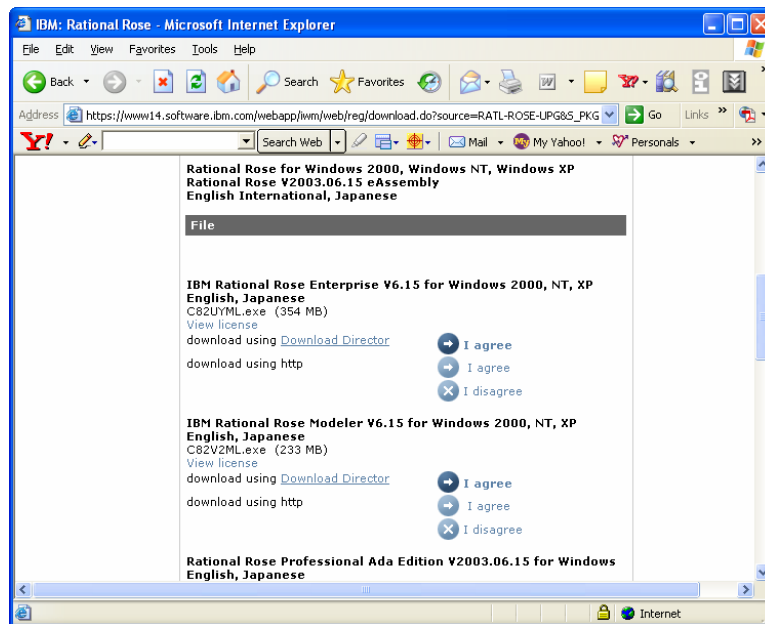 IBM: Rational Rose - Microsoft Internet Explorer
File Edit View Favorites Tools Help
Back Search Favorites
Address https://www14.software.ibm.com/webapp/iwm/web/reg/download.do?source=RATL-ROSE-UPG&S_PKG Go Links »
Y! Search Web Mail My Yahoo! Personals »
Rational Rose for Windows 2000, Windows NT, Windows XP
Rational Rose V2003.06.15 eAssembly
English International, Japanese
File
IBM Rational Rose Enterprise V6.15 for Windows 2000, NT, XP
English, Japanese
C82UYML.exe (354 MB)
View license
download using Download Director I agree
download using http I agree
I disagree
IBM Rational Rose Modeler V6.15 for Windows 2000, NT, XP
English, Japanese
C82V2ML.exe (233 MB)
View license
download using Download Director I agree
download using http I agree
I disagree
Rational Rose Professional Ada Edition V2003.06.15 for Windows
English, Japanese
Internet